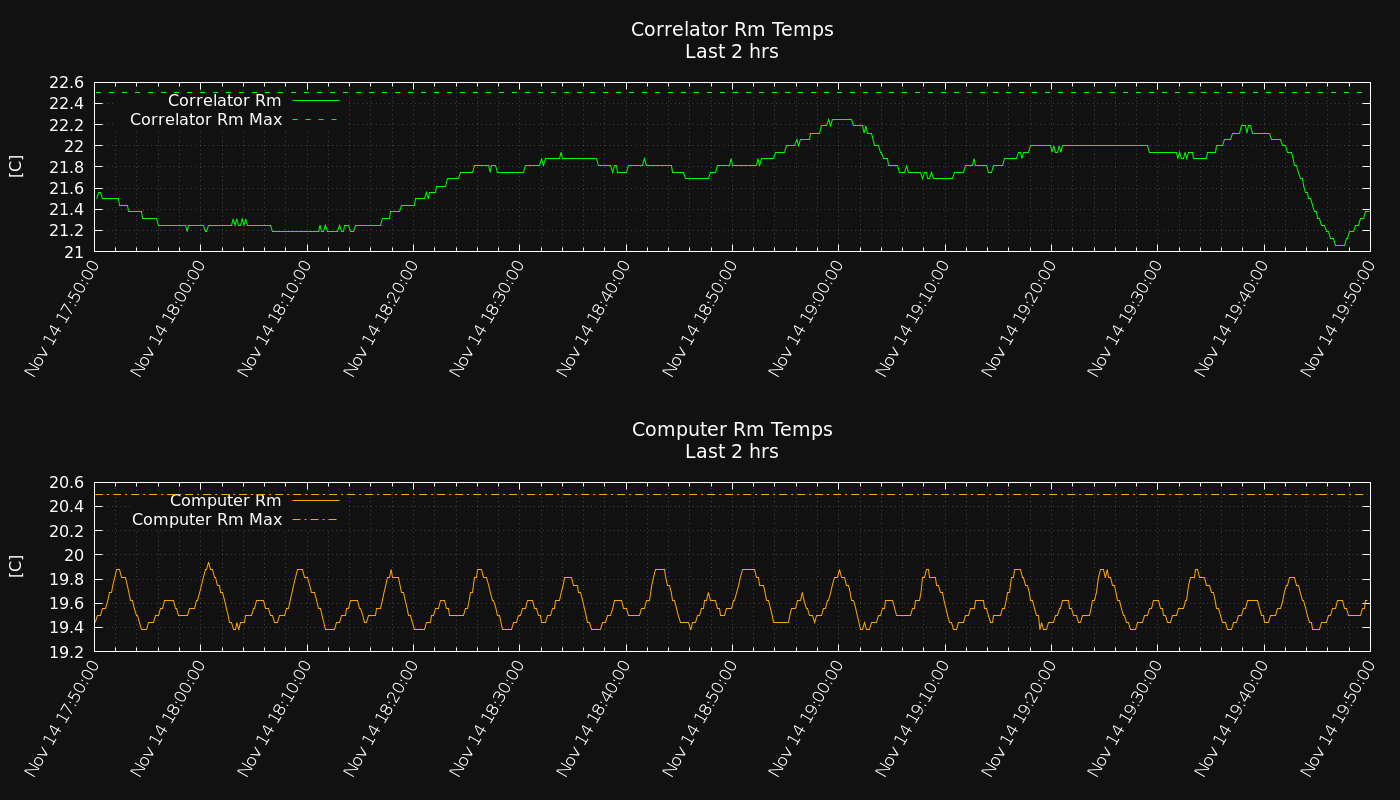 Correlator Rm Temps
Last 2 hrs
22.6
22.4
22.2
22
21.8
21.6
21.4
21.2
21
[C]
Correlator Rm
Correlator Rm Max
Nov 14 17:50:00
Nov 14 18:00:00
Nov 14 18:10:00
Nov 14 18:20:00
Nov 14 18:30:00
Nov 14 18:40:00
Nov 14 18:50:00
Nov 14 19:00:00
Nov 14 19:10:00
Nov 14 19:20:00
Nov 14 19:30:00
Nov 14 19:40:00
Nov 14 19:50:00
Computer Rm Temps
Last 2 hrs
20.6
20.4
20.2
20
19.8
19.6
19.4
19.2
[C]
Computer Rm
Computer Rm Max
Nov 14 17:50:00
Nov 14 18:00:00
Nov 14 18:10:00
Nov 14 18:20:00
Nov 14 18:30:00
Nov 14 18:40:00
Nov 14 18:50:00
Nov 14 19:00:00
Nov 14 19:10:00
Nov 14 19:20:00
Nov 14 19:30:00
Nov 14 19:40:00
Nov 14 19:50:00